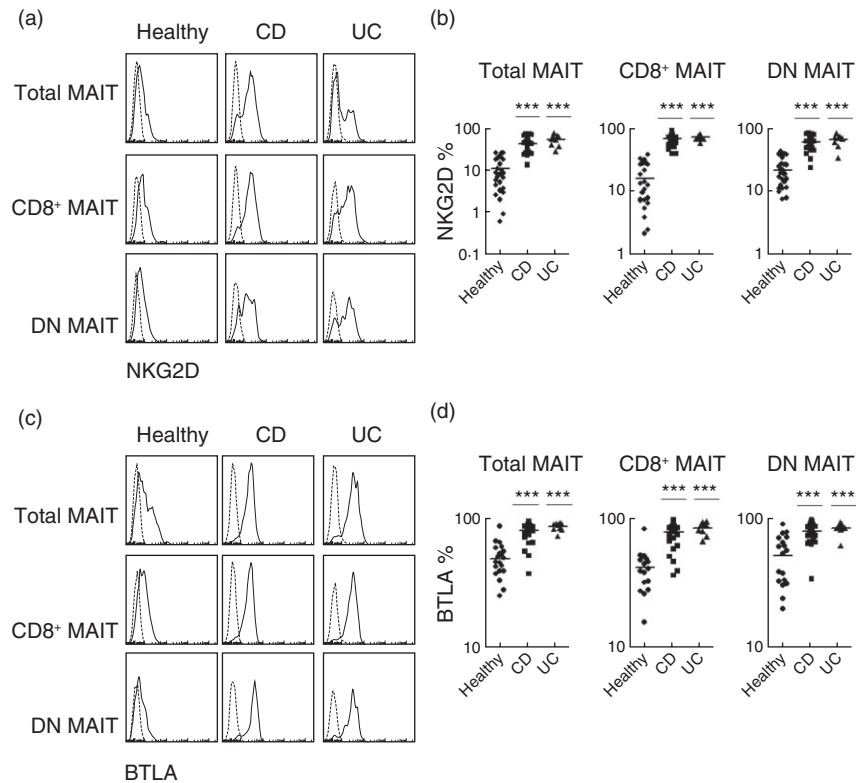 (a)
Healthy CD UC
Total MAIT
CD8⁺ MAIT
DN MAIT
NKG2D
(b)
Total MAIT CD8⁺ MAIT DN MAIT
*** *** *** *** *** ***
NKG2D %
100
10
1
0·1
Healthy CD UC
100
10
1
Healthy CD UC
100
10
1
Healthy CD UC
(c)
Healthy CD UC
Total MAIT
CD8⁺ MAIT
DN MAIT
BTLA
(d)
Total MAIT CD8⁺ MAIT DN MAIT
*** *** *** *** *** ***
BTLA %
100
10
Healthy CD UC
100
10
Healthy CD UC
100
10
Healthy CD UC